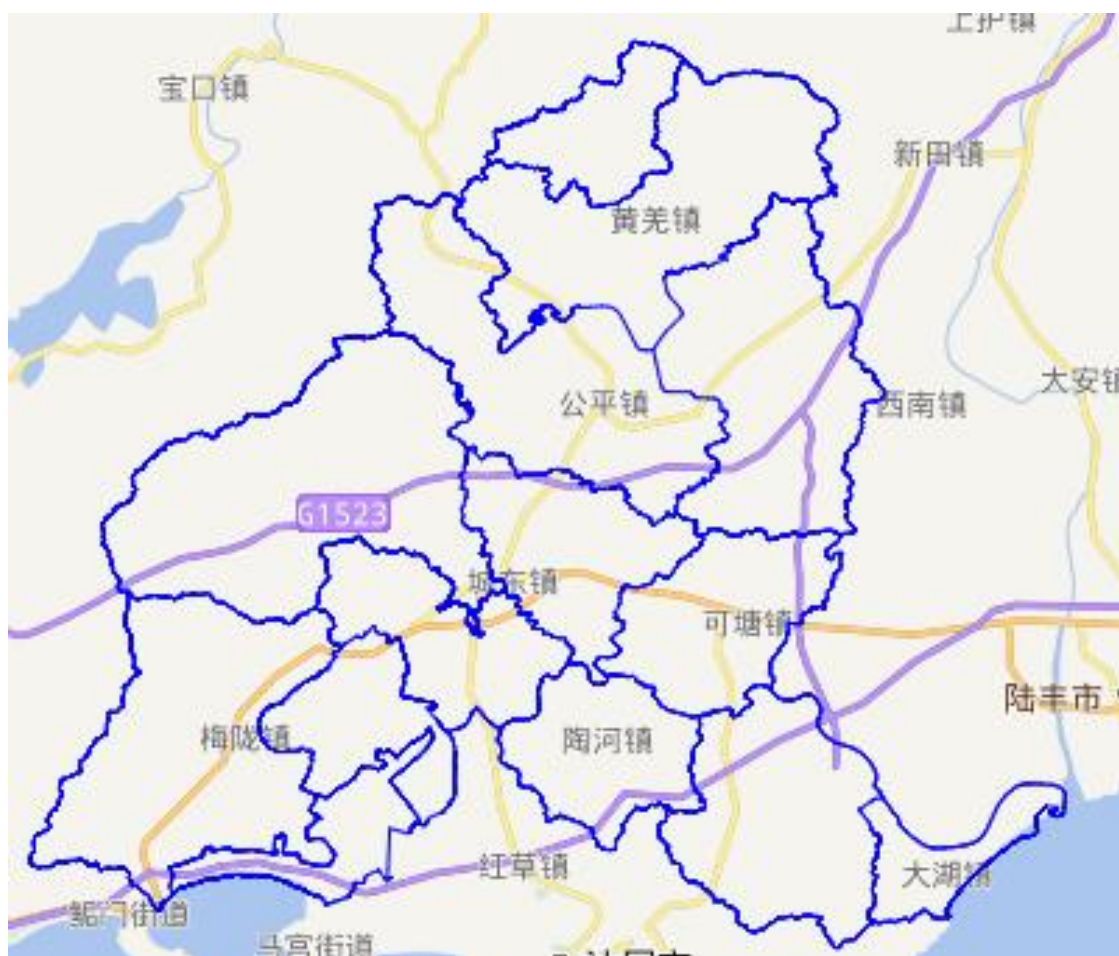 上护镇
宝口镇
新田镇
黄羌镇
大安镇
公平镇
西南镇
G1523
城东镇
可塘镇
陆丰市
梅陇镇
陶河镇
红草镇
大湖镇
鲘门街道
马宫街道